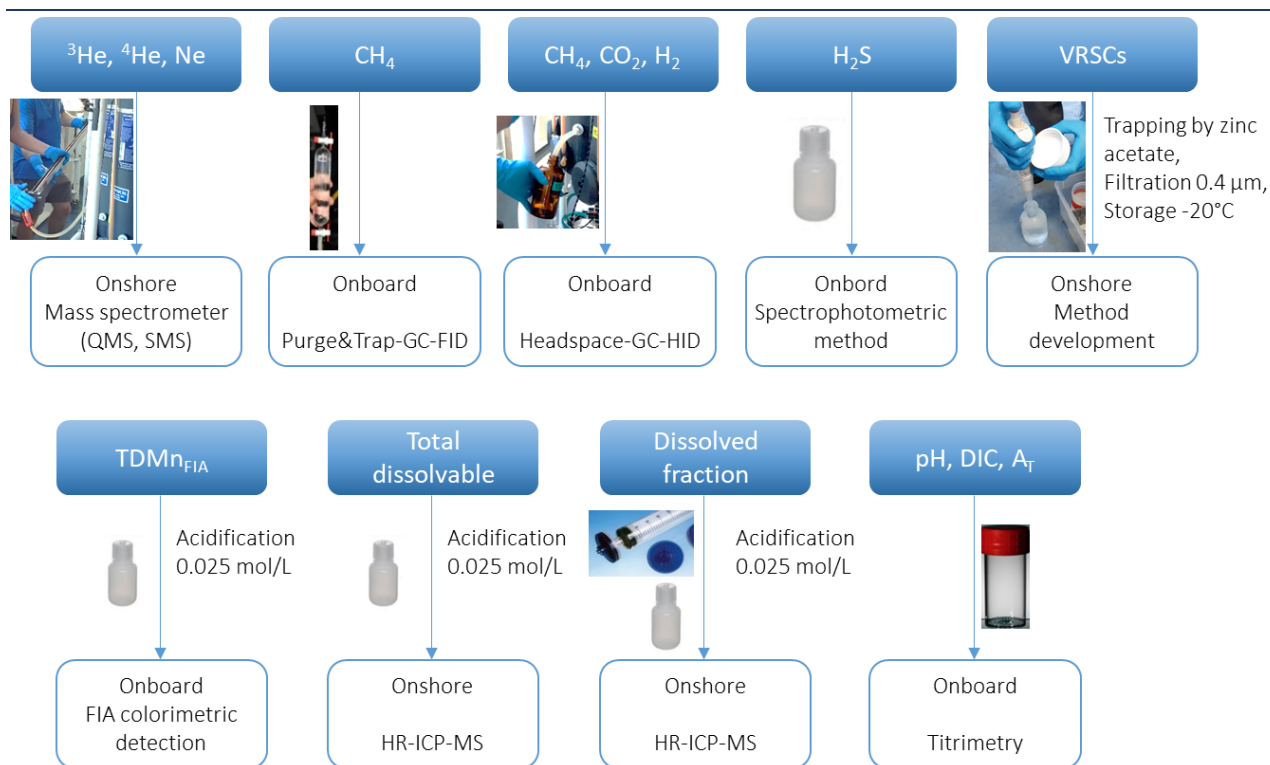 ³He, ⁴He, Ne
CH₄
CH₄, CO₂, H₂
H₂S
VRSCs
Trapping by zinc
acetate,
Filtration 0.4 µm,
Storage -20°C
Onshore
Mass spectrometer
(QMS, SMS)
Onboard
Purge&Trap-GC-FID
Onboard
Headspace-GC-HID
Onbord
Spectrophotometric
method
Onshore
Method
development
TDMn_FIA
Total
dissolvable
Dissolved
fraction
pH, DIC, A_T
Acidification
0.025 mol/L
Acidification
0.025 mol/L
Acidification
0.025 mol/L
Onboard
FIA colorimetric
detection
Onshore
HR-ICP-MS
Onshore
HR-ICP-MS
Onboard
Titrimetry